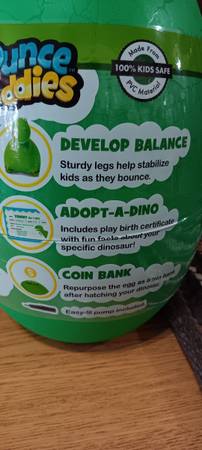 ounce
ddies
Made From
100% KIDS SAFE
PVC Material
DEVELOP BALANCE
Sturdy legs help stabilize
kids as they bounce.
ADOPT-A-DINO
Includes play birth certificate
with fun facts about your
specific dinosaur!
COIN BANK
Repurpose the egg as a coin bank
after hatching your dinosaur.
Easy-fill pump included